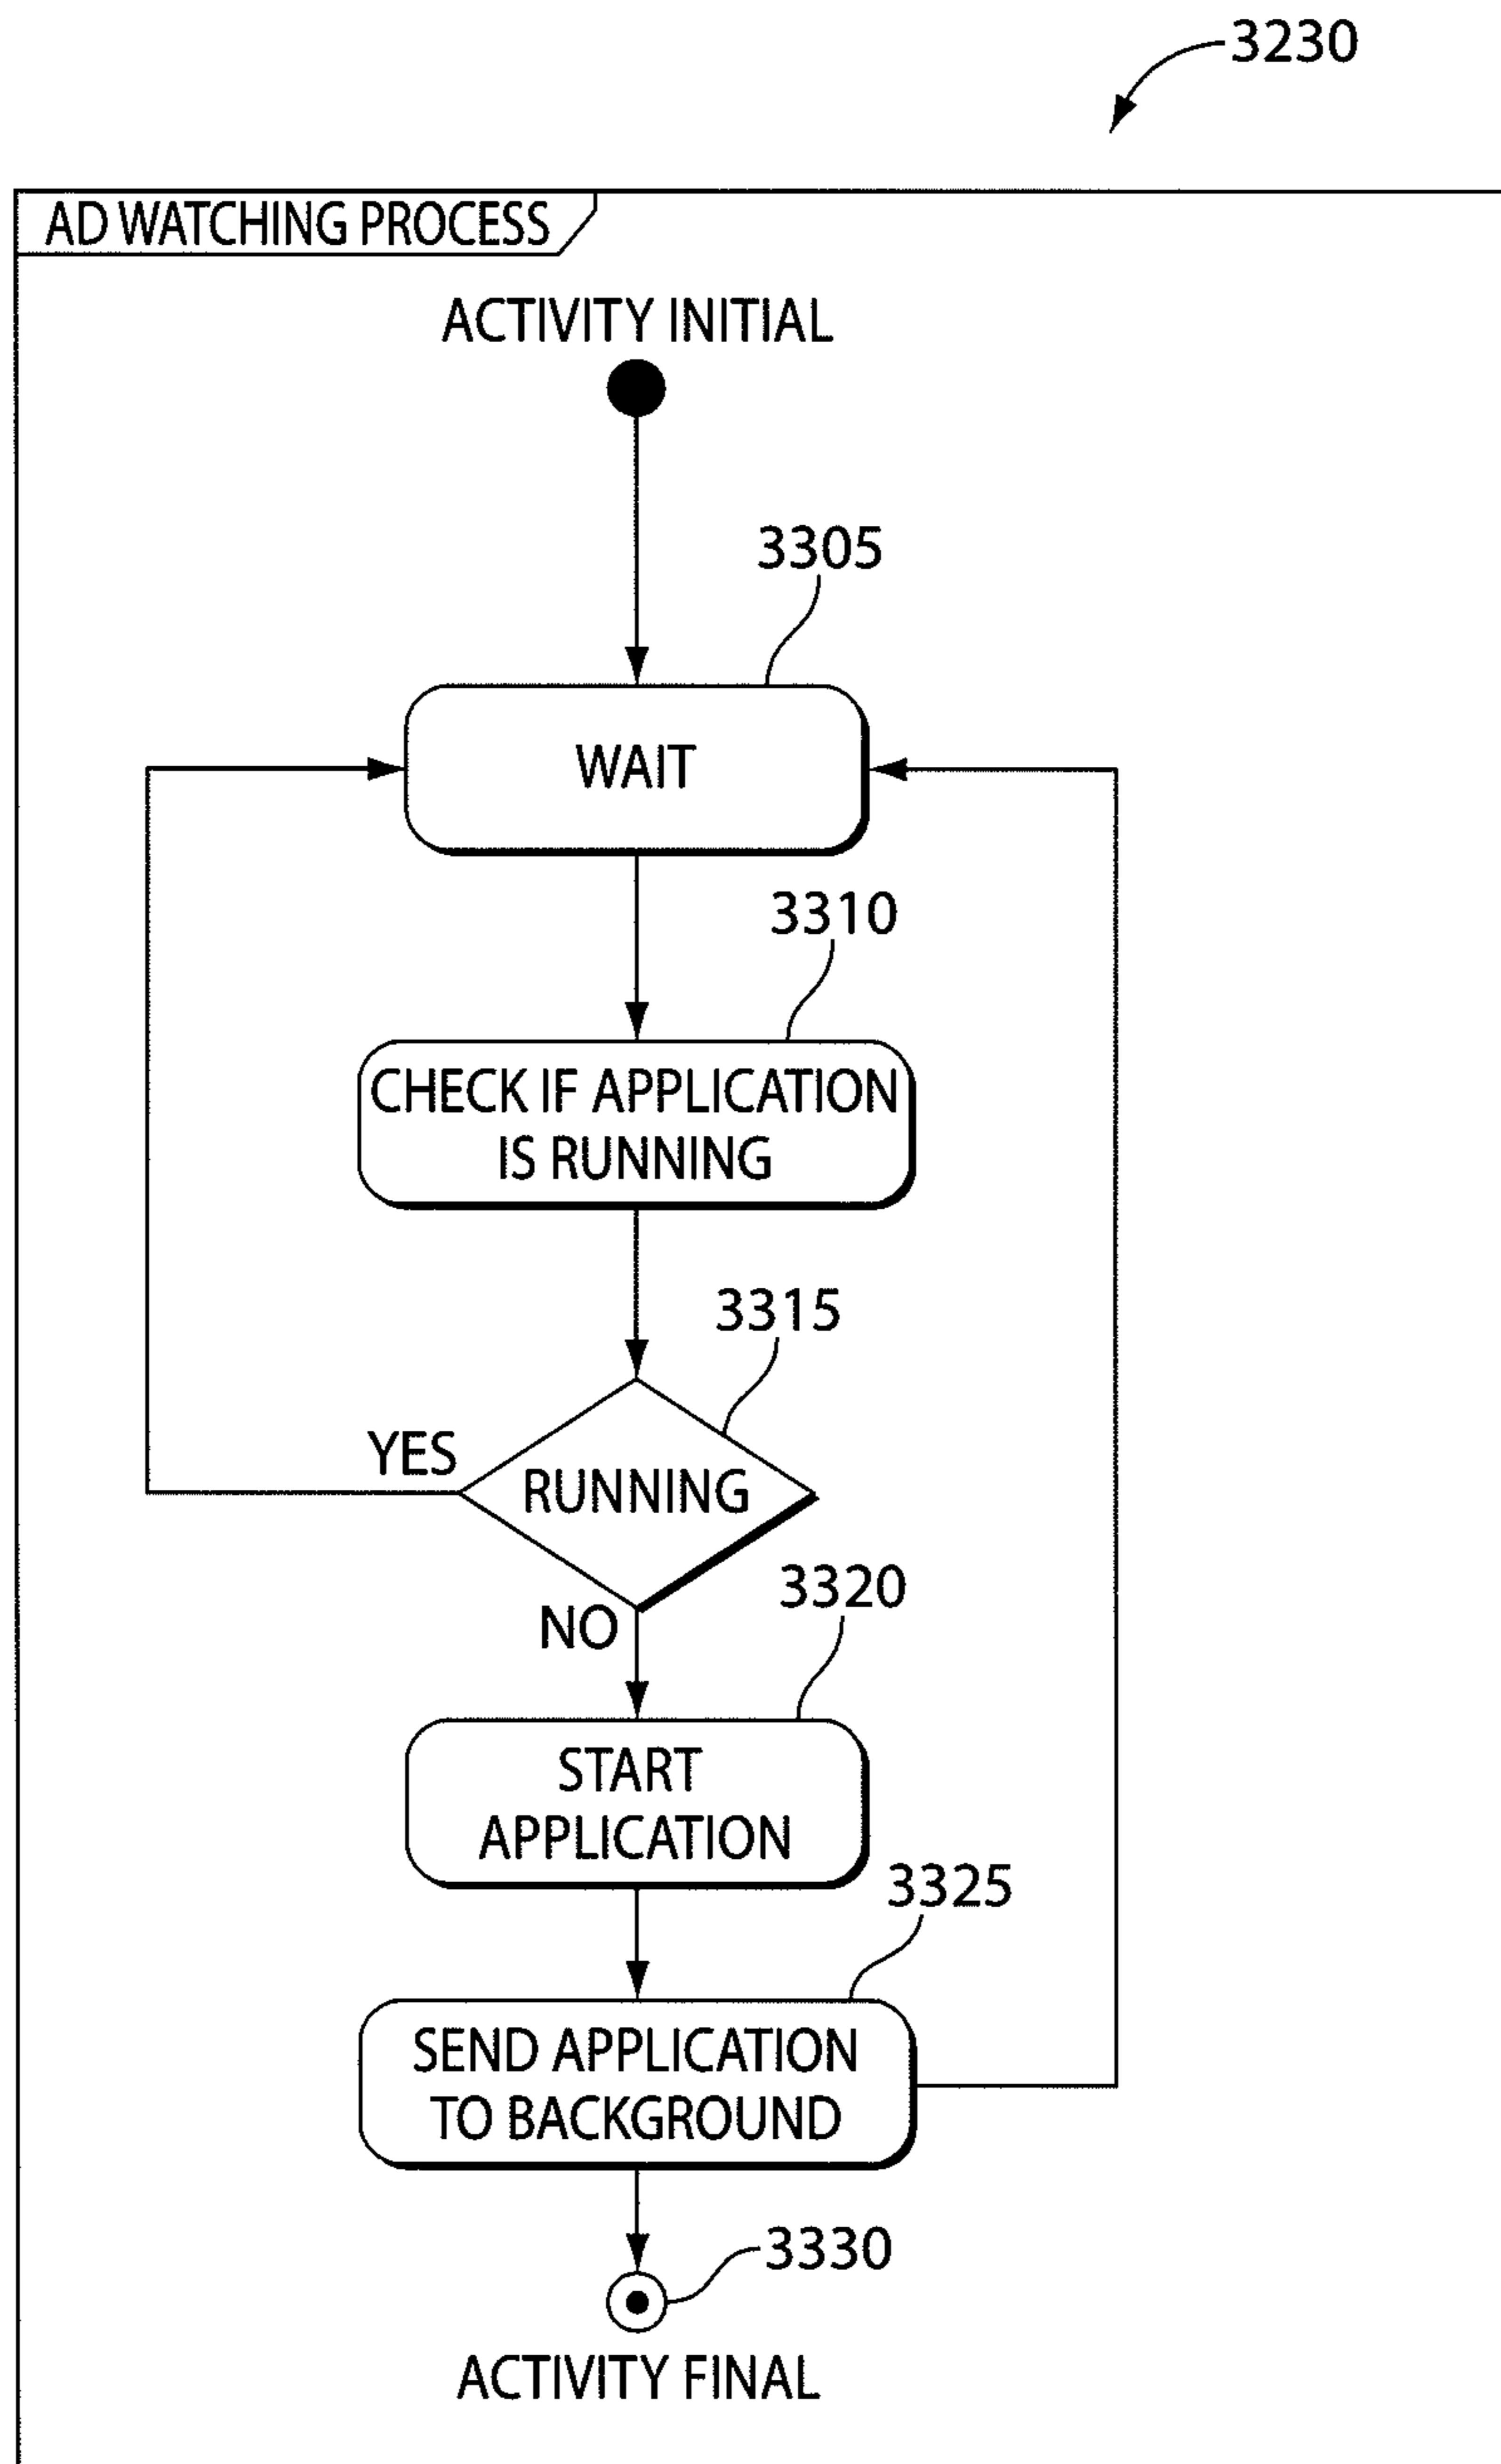 3230
AD WATCHING PROCESS
ACTIVITY INITIAL
3305
WAIT
3310
CHECK IF APPLICATION
IS RUNNING
3315
YES
RUNNING
NO
3320
START
APPLICATION
3325
SEND APPLICATION
TO BACKGROUND
3330
ACTIVITY FINAL